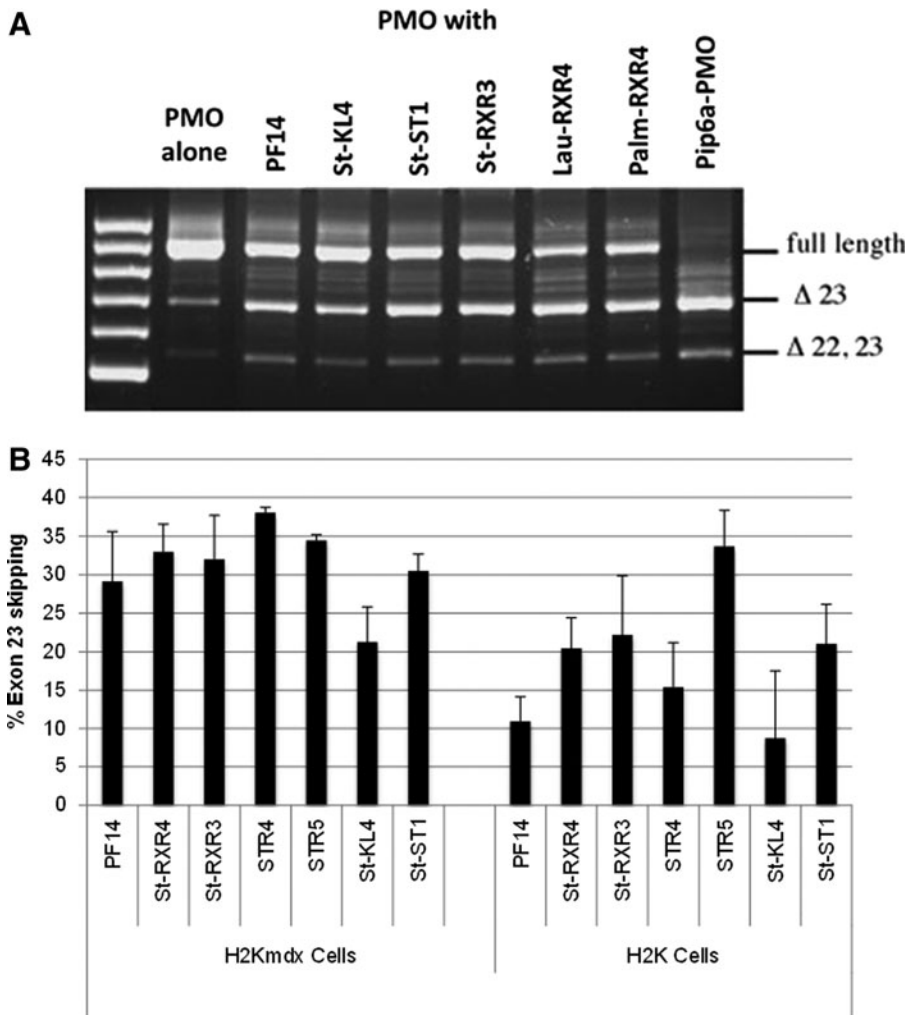 A
PMO with
PMO
alone
PF14
St-KL4
St-ST1
St-RXR3
Lau-RXR4
Palm-RXR4
Pip6a-PMO
full length
Δ 23
Δ 22, 23
B
% Exon 23 skipping
45
40
35
30
25
20
15
10
5
0
PF14
St-RXR4
St-RXR3
STR4
STR5
St-KL4
St-ST1
PF14
St-RXR4
St-RXR3
STR4
STR5
St-KL4
St-ST1
H2Kmdx Cells
H2K Cells